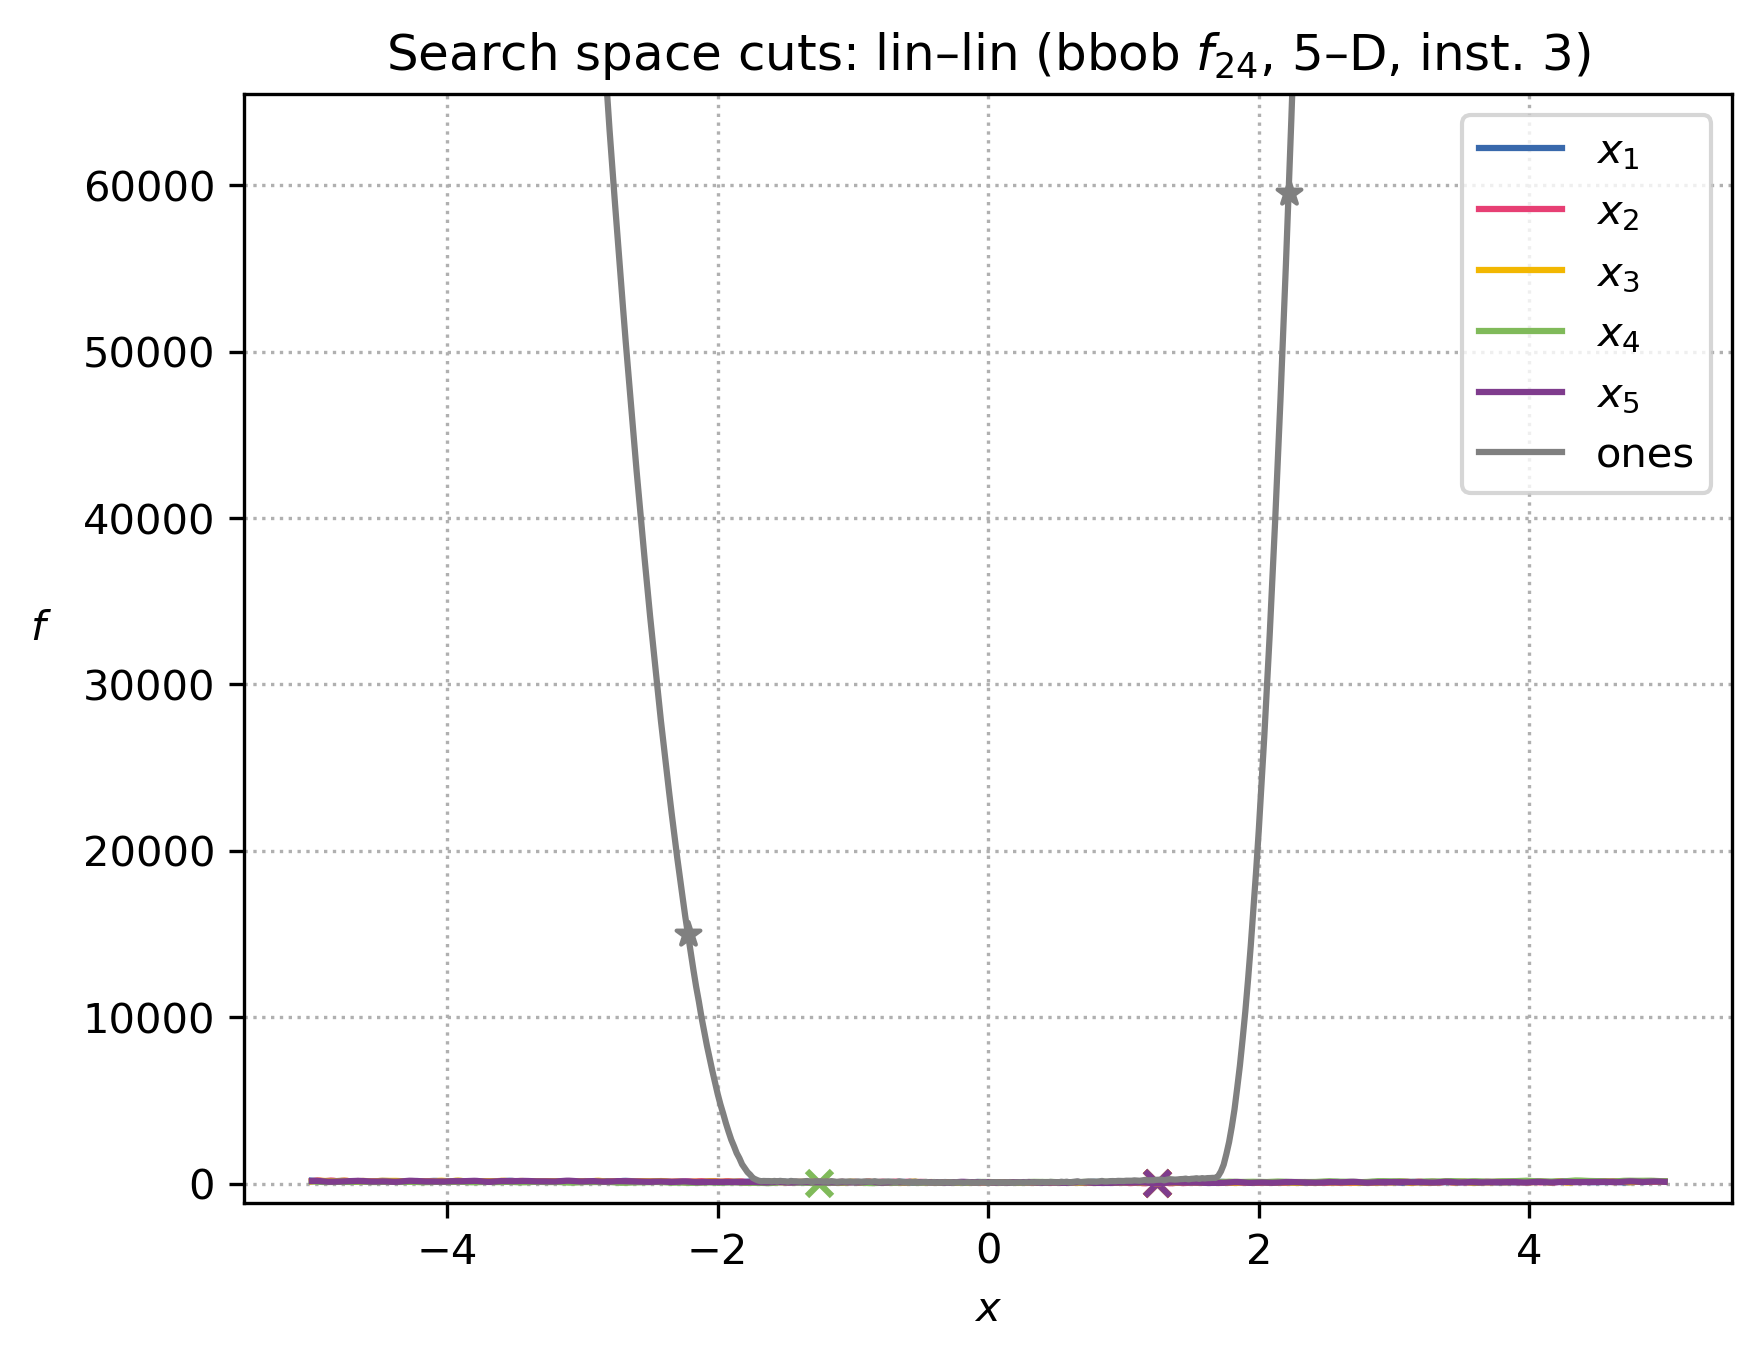 Search space cuts: lin–lin (bbob f₂₄, 5–D, inst. 3)
x₁
x₂
x₃
x₄
x₅
ones
60000
50000
40000
30000
20000
10000
0
f
−4
−2
0
2
4
x